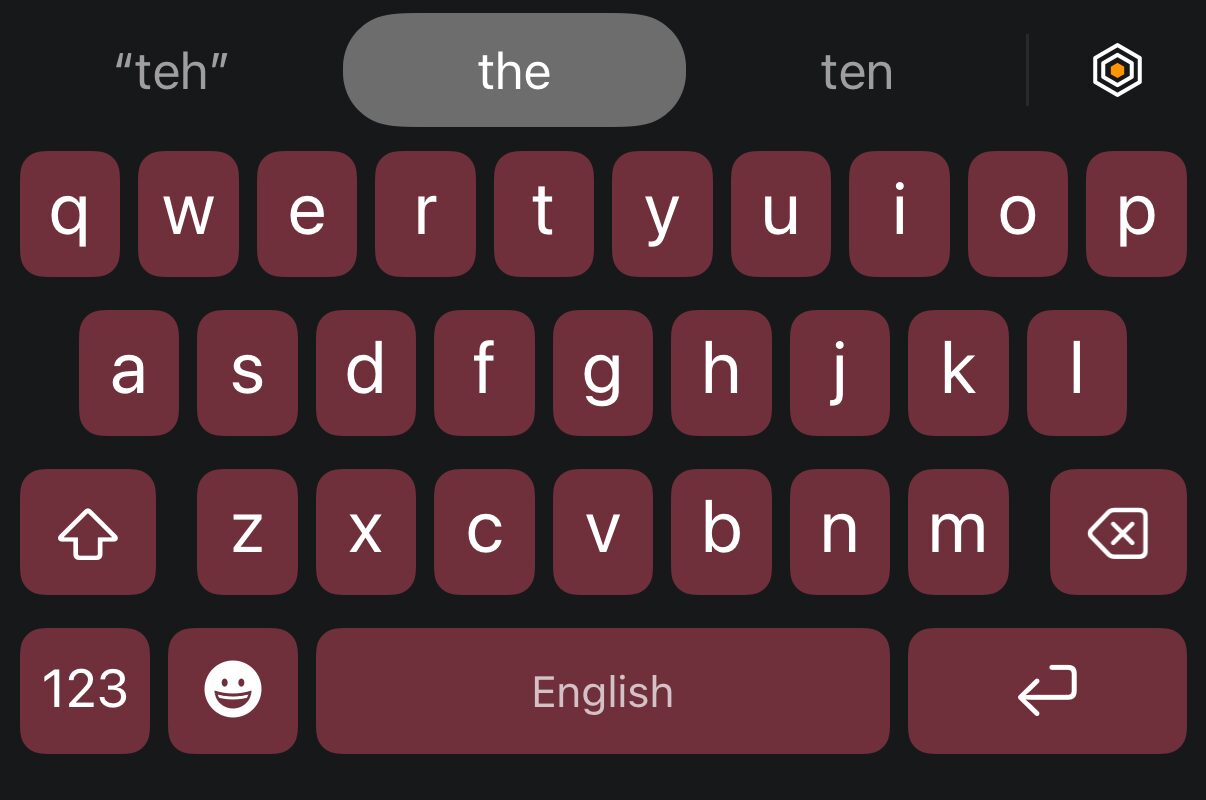 “teh” the ten
q w e r t y u i o p
a s d f g h j k l
z x c v b n m
123 English